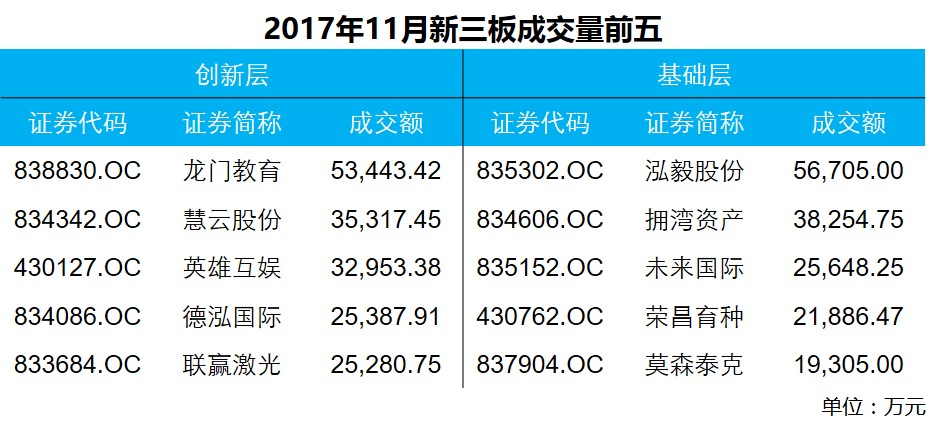 2017年11月新三板成交量前五
创新层 基础层
证券代码 证券简称 成交额 证券代码 证券简称 成交额
838830.OC 龙门教育 53,443.42 835302.OC 泓毅股份 56,705.00
834342.OC 慧云股份 35,317.45 834606.OC 拥湾资产 38,254.75
430127.OC 英雄互娱 32,953.38 835152.OC 未来国际 25,648.25
834086.OC 德泓国际 25,387.91 430762.OC 荣昌育种 21,886.47
833684.OC 联赢激光 25,280.75 837904.OC 莫森泰克 19,305.00
单位：万元